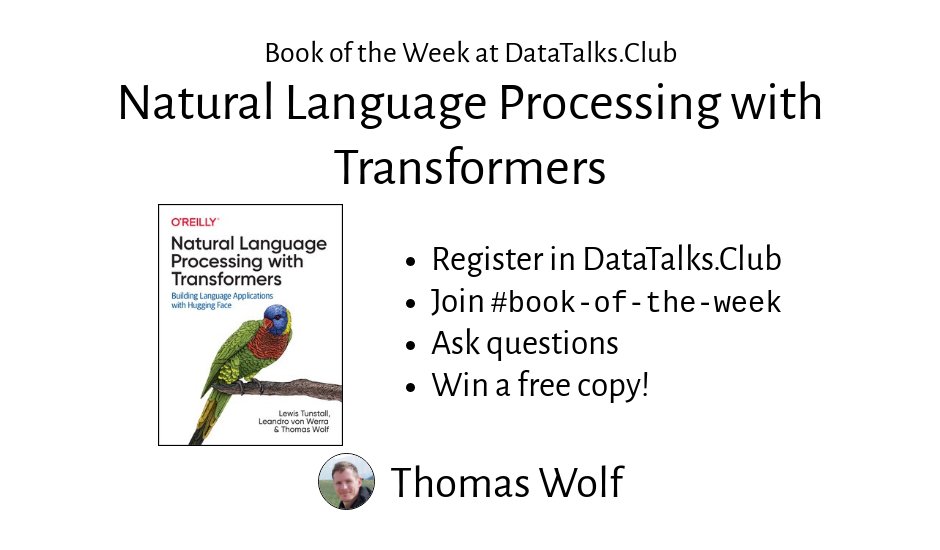 Book of the Week at DataTalks.Club
Natural Language Processing with
Transformers
O'REILLY
Natural Language
Processing with
Transformers
Building Language Applications
with Hugging Face
Lewis Tunstall,
Leandro von Werra
& Thomas Wolf
• Register in DataTalks.Club
• Join #book-of-the-week
• Ask questions
• Win a free copy!
Thomas Wolf